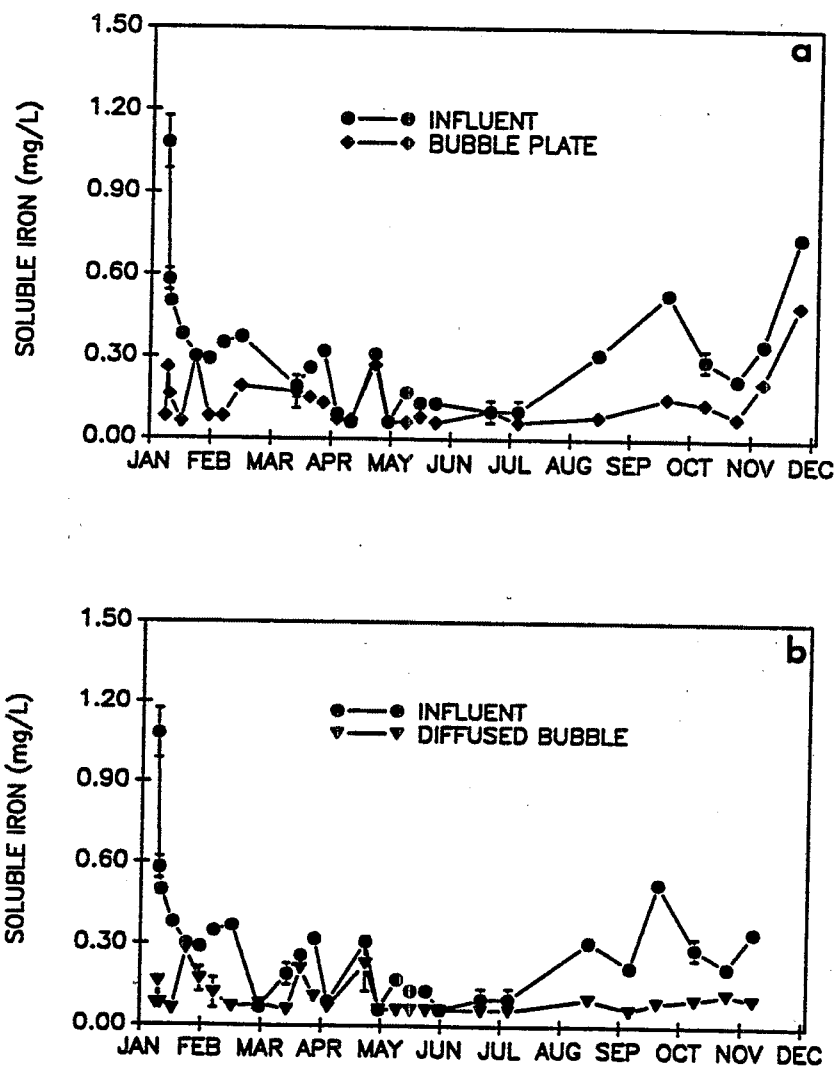 a
1.50
1.20
0.90
0.60
0.30
0.00
SOLUBLE IRON (mg/L)
INFLUENT
BUBBLE PLATE
JAN FEB MAR APR MAY JUN JUL AUG SEP OCT NOV DEC
b
1.50
1.20
0.90
0.60
0.30
0.00
SOLUBLE IRON (mg/L)
INFLUENT
DIFFUSED BUBBLE
JAN FEB MAR APR MAY JUN JUL AUG SEP OCT NOV DEC